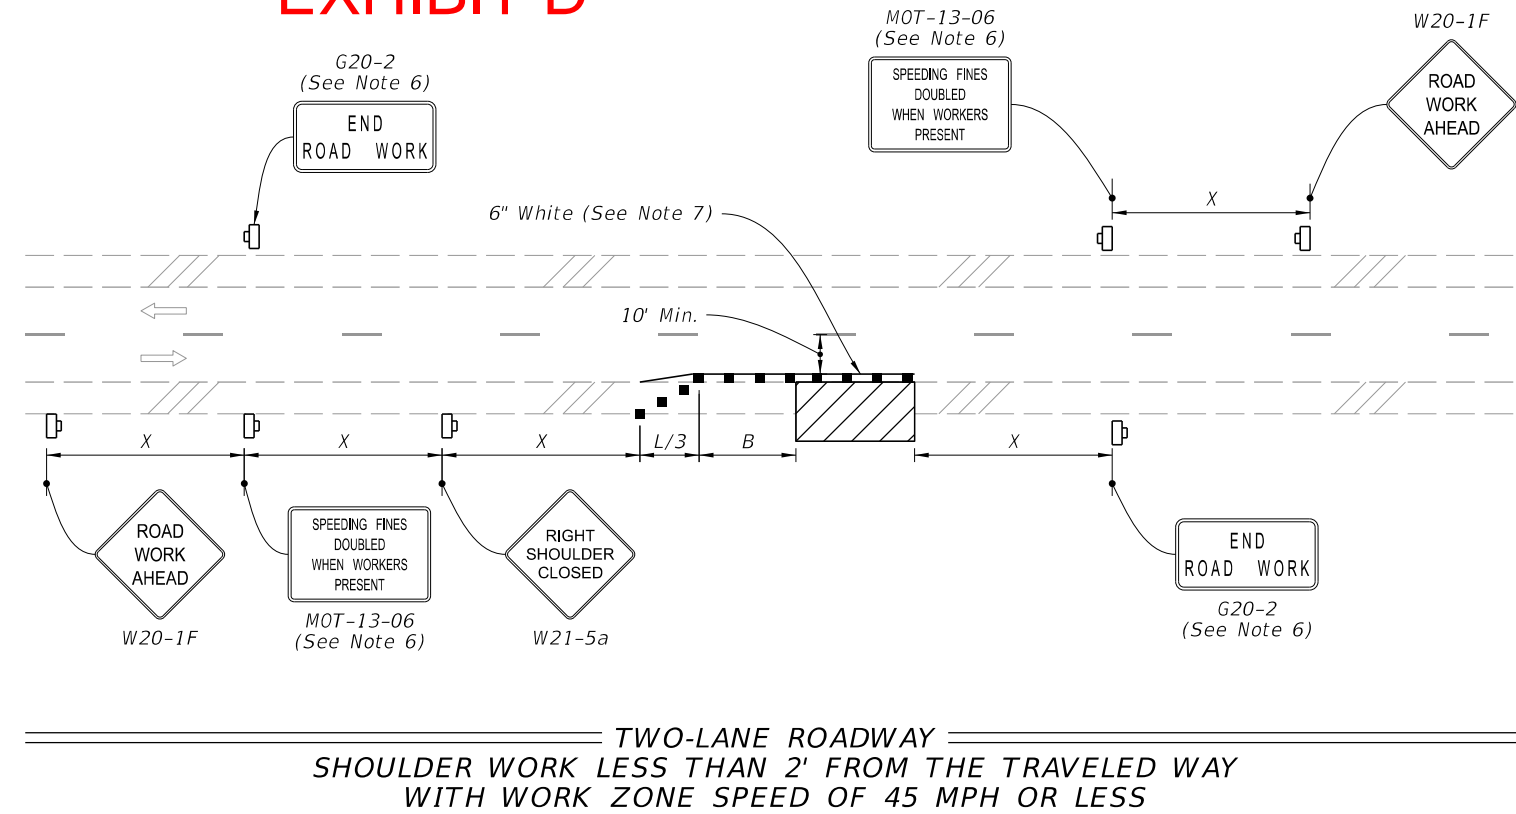 EXHIBIT D
G20-2
(See Note 6)
END
ROAD WORK
MOT-13-06
(See Note 6)
SPEEDING FINES
DOUBLED
WHEN WORKERS
PRESENT
W20-1F
ROAD
WORK
AHEAD
X
6" White (See Note 7)
10' Min.
X
X
X
L/3
B
X
ROAD
WORK
AHEAD
W20-1F
SPEEDING FINES
DOUBLED
WHEN WORKERS
PRESENT
MOT-13-06
(See Note 6)
RIGHT
SHOULDER
CLOSED
W21-5a
END
ROAD WORK
G20-2
(See Note 6)
TWO-LANE ROADWAY
SHOULDER WORK LESS THAN 2' FROM THE TRAVELED WAY
WITH WORK ZONE SPEED OF 45 MPH OR LESS